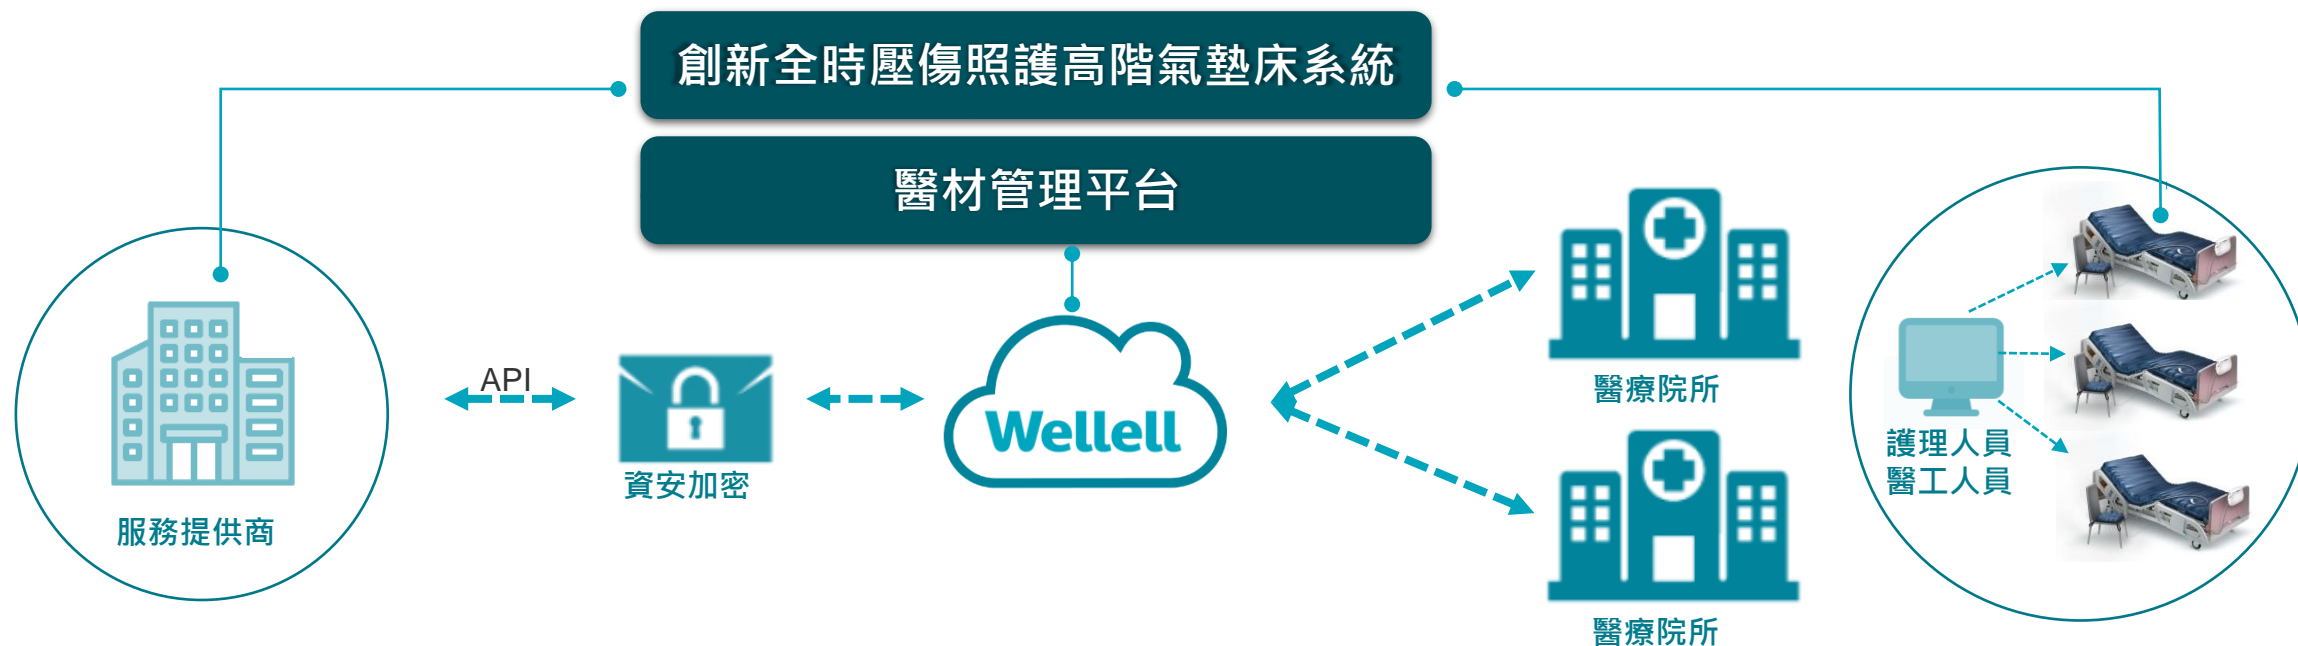 創新全時壓傷照護高階氣墊床系統
醫材管理平台
API
資安加密
服務提供商
Wellell
醫療院所
醫療院所
護理人員
醫工人員